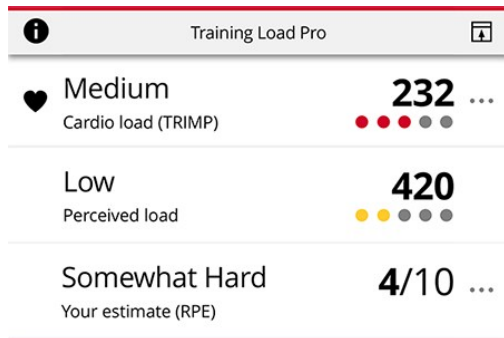 Training Load Pro
Medium
232
Cardio load (TRIMP)
Low
420
Perceived load
Somewhat Hard
4/10
Your estimate (RPE)